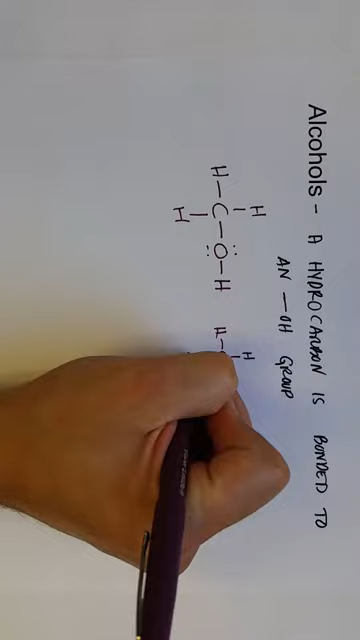 Alcohols - A HYDROCARBON IS BONDED TO
AN —OH GROUP
H
H—C—O—H
H
H
H—